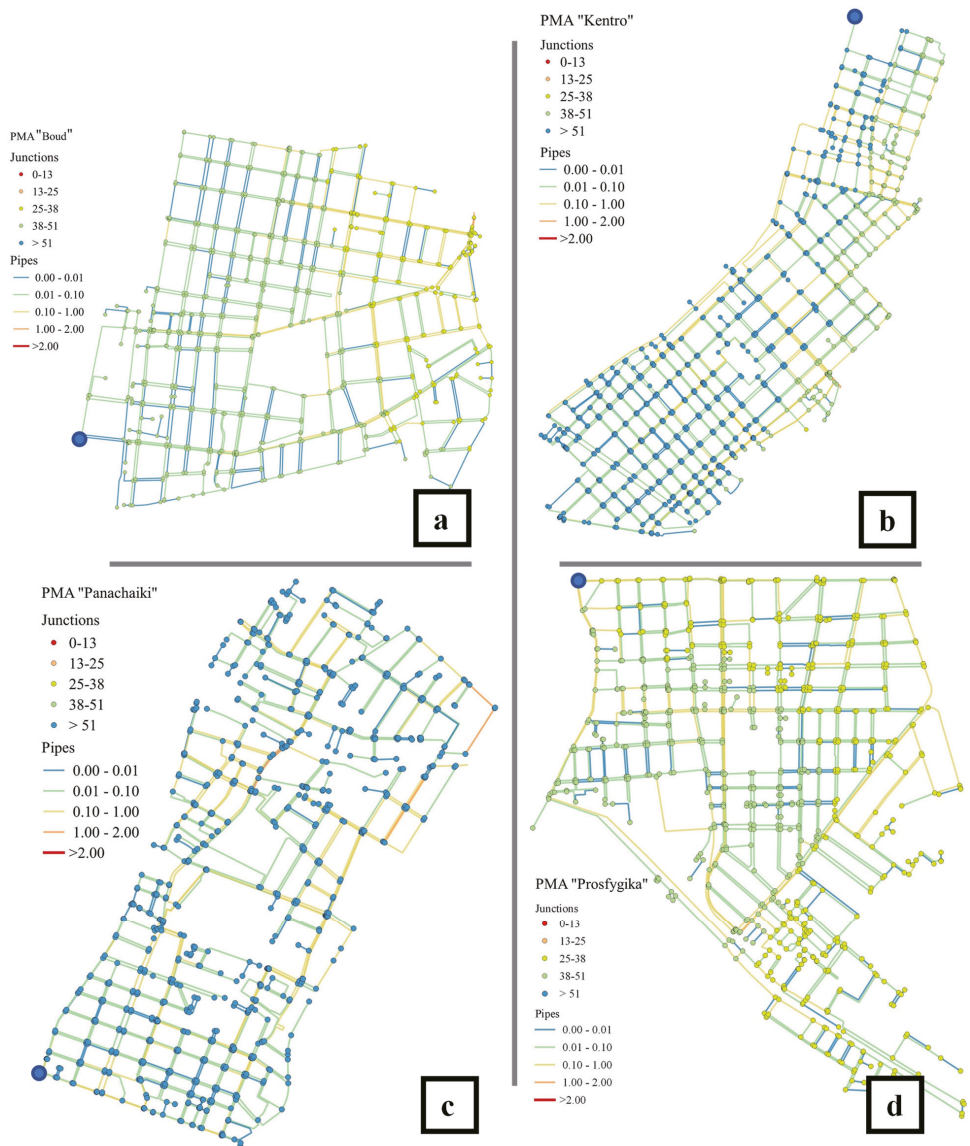 PMA "Boud"
Junctions
0-13
13-25
25-38
38-51
> 51
Pipes
0.00 - 0.01
0.01 - 0.10
0.10 - 1.00
1.00 - 2.00
>2.00
a
PMA "Kentro"
Junctions
0-13
13-25
25-38
38-51
> 51
Pipes
0.00 - 0.01
0.01 - 0.10
0.10 - 1.00
1.00 - 2.00
>2.00
b
PMA "Panachaiki"
Junctions
0-13
13-25
25-38
38-51
> 51
Pipes
0.00 - 0.01
0.01 - 0.10
0.10 - 1.00
1.00 - 2.00
>2.00
c
PMA "Prosfygika"
Junctions
0-13
13-25
25-38
38-51
> 51
Pipes
0.00 - 0.01
0.01 - 0.10
0.10 - 1.00
1.00 - 2.00
>2.00
d